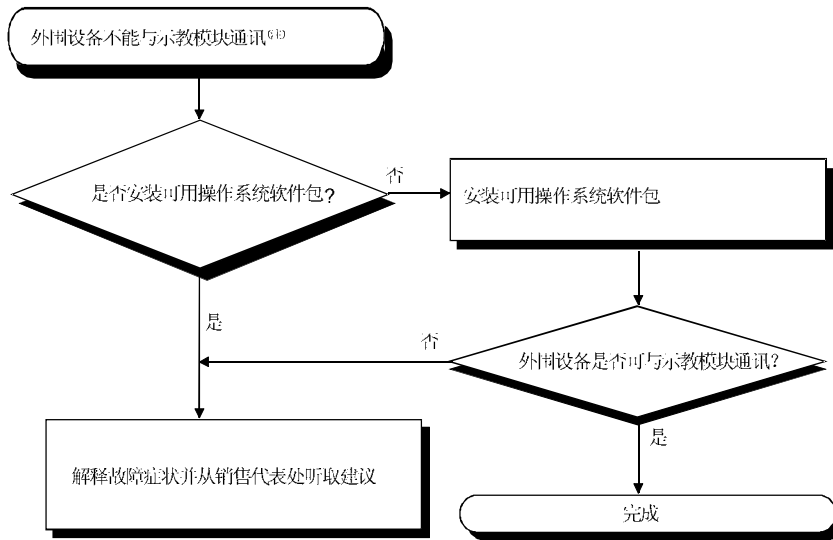 外围设备不能与示教模块通讯
是否安装可用操作系统软件包?
否
安装可用操作系统软件包
是
否
外围设备是否可与示教模块通讯?
解释故障症状并从销售代表处听取建议
是
完成